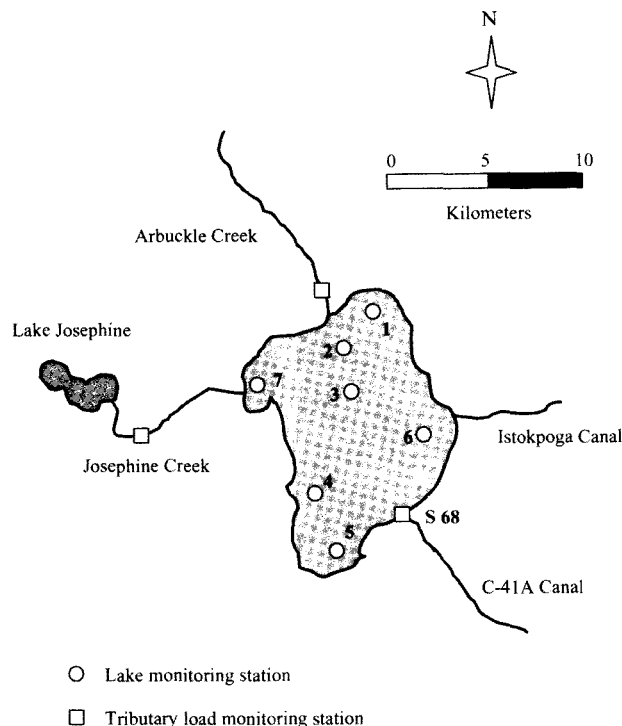 N
0 5 10
Kilometers
Arbuckle Creek
Lake Josephine
1
2
7
3
6
Istokpoga Canal
Josephine Creek
4
S 68
5
C-41A Canal
Lake monitoring station
Tributary load monitoring station